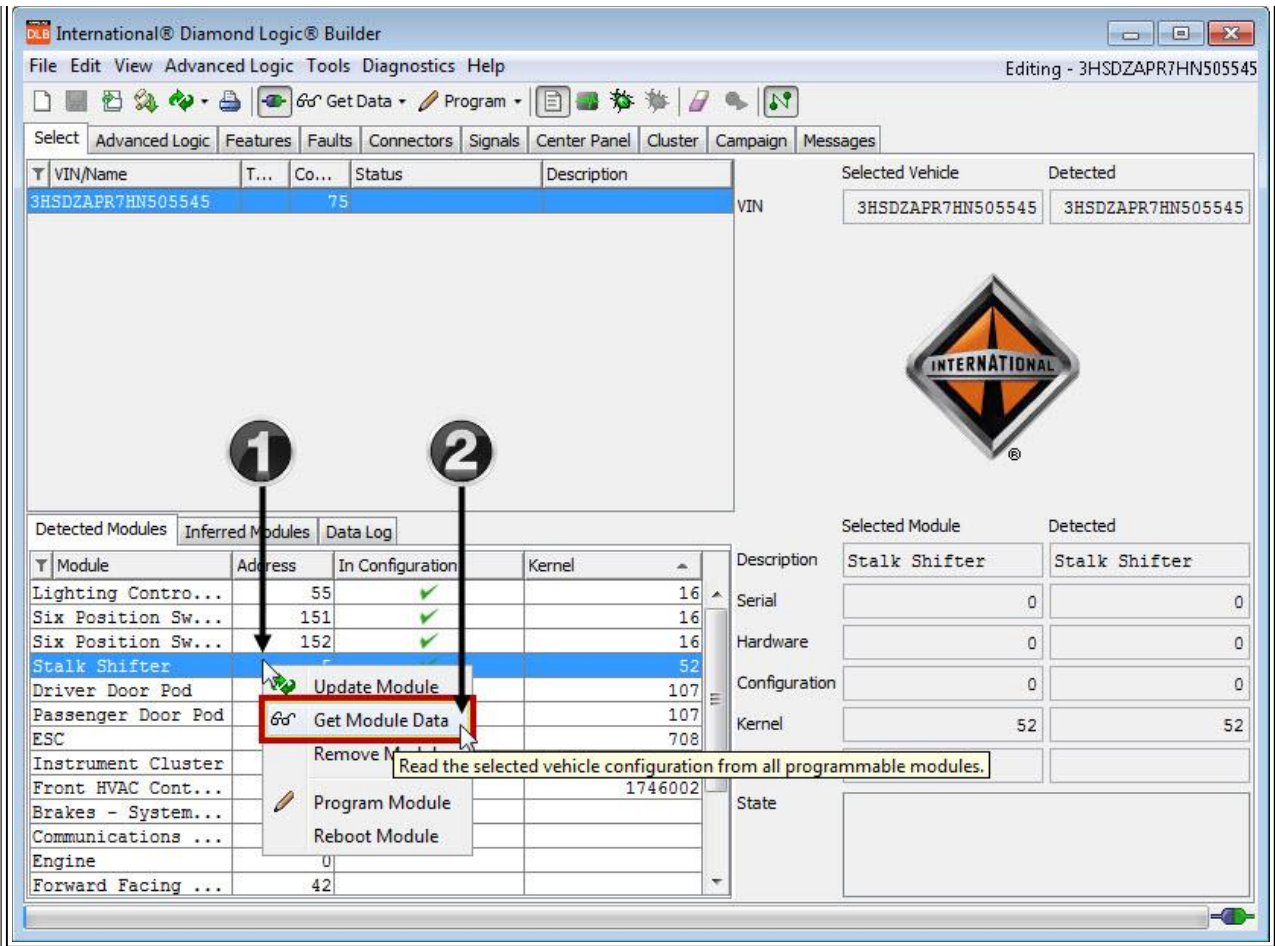 International® Diamond Logic® Builder
File Edit View Advanced Logic Tools Diagnostics Help Editing - 3HSDZAPR7HN505545
Get Data Program
Select Advanced Logic Features Faults Connectors Signals Center Panel Cluster Campaign Messages
VIN/Name T... Co... Status Description
Selected Vehicle Detected
3HSDZAPR7HN505545 75
VIN 3HSDZAPR7HN505545 3HSDZAPR7HN505545
INTERNATIONAL
®
1 2
Detected Modules Inferred Modules Data Log
Selected Module Detected
Module Address In Configuration Kernel
Description Stalk Shifter Stalk Shifter
Lighting Contro... 55 16
Serial 0 0
Six Position Sw... 151 16
Six Position Sw... 152 16
Hardware 0 0
Stalk Shifter 52
Configuration 0 0
Update Module
Driver Door Pod 107
Passenger Door Pod 107
Get Module Data
Kernel 52 52
ESC 708
Instrument Cluster
Read the selected vehicle configuration from all programmable modules.
Front HVAC Cont... 1746002
Brakes - System...
Program Module
State
Communications ...
Reboot Module
Engine 0
Forward Facing ... 42